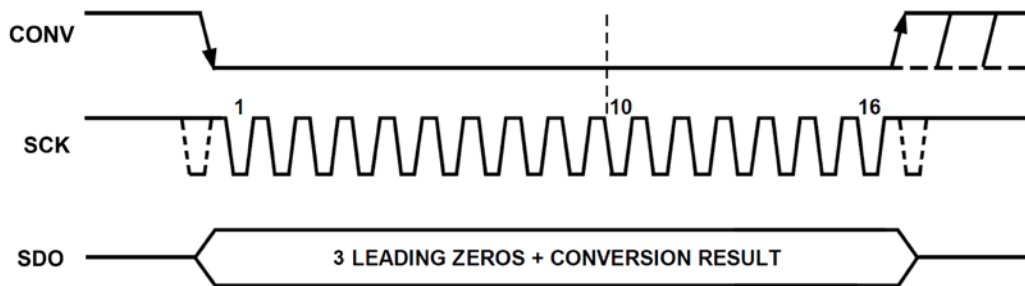 CONV
1 10 16
SCK
SDO 3 LEADING ZEROS + CONVERSION RESULT